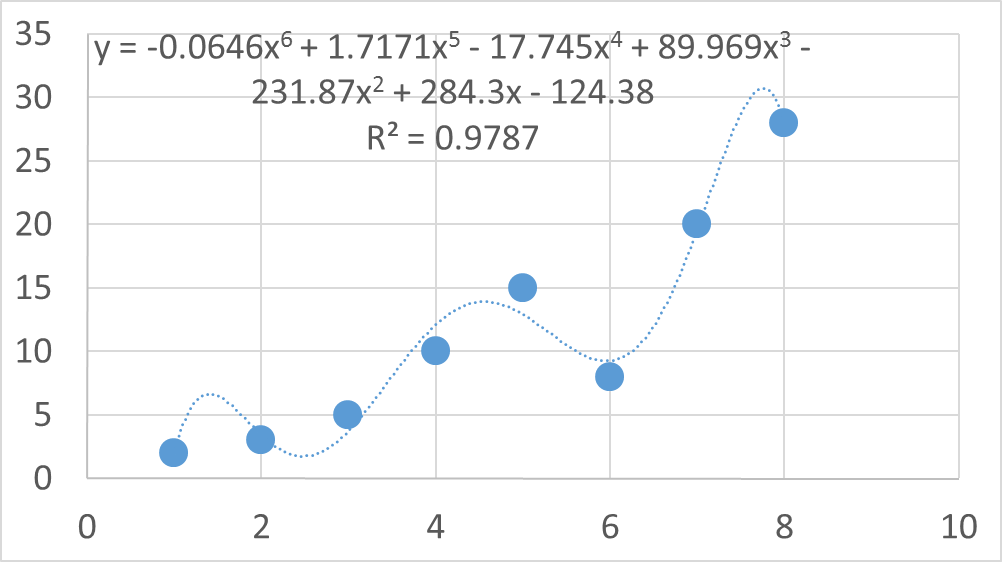 y = -0.0646x⁶ + 1.7171x⁵ - 17.745x⁴ + 89.969x³ -
231.87x² + 284.3x - 124.38
R² = 0.9787
35
30
25
20
15
10
5
0
0 2 4 6 8 10